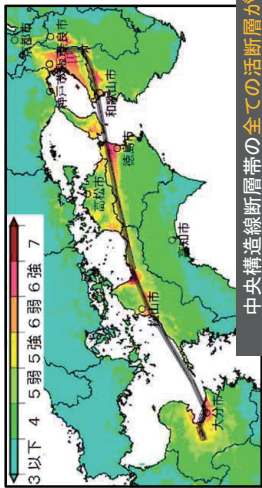 3以下 4 5弱 5強 6弱 6強 7
京都市
神戸市
奈良市
和歌山市
徳島市
高松市
高知市
松山市
大分市
中央構造線断層帯の全ての活断層が